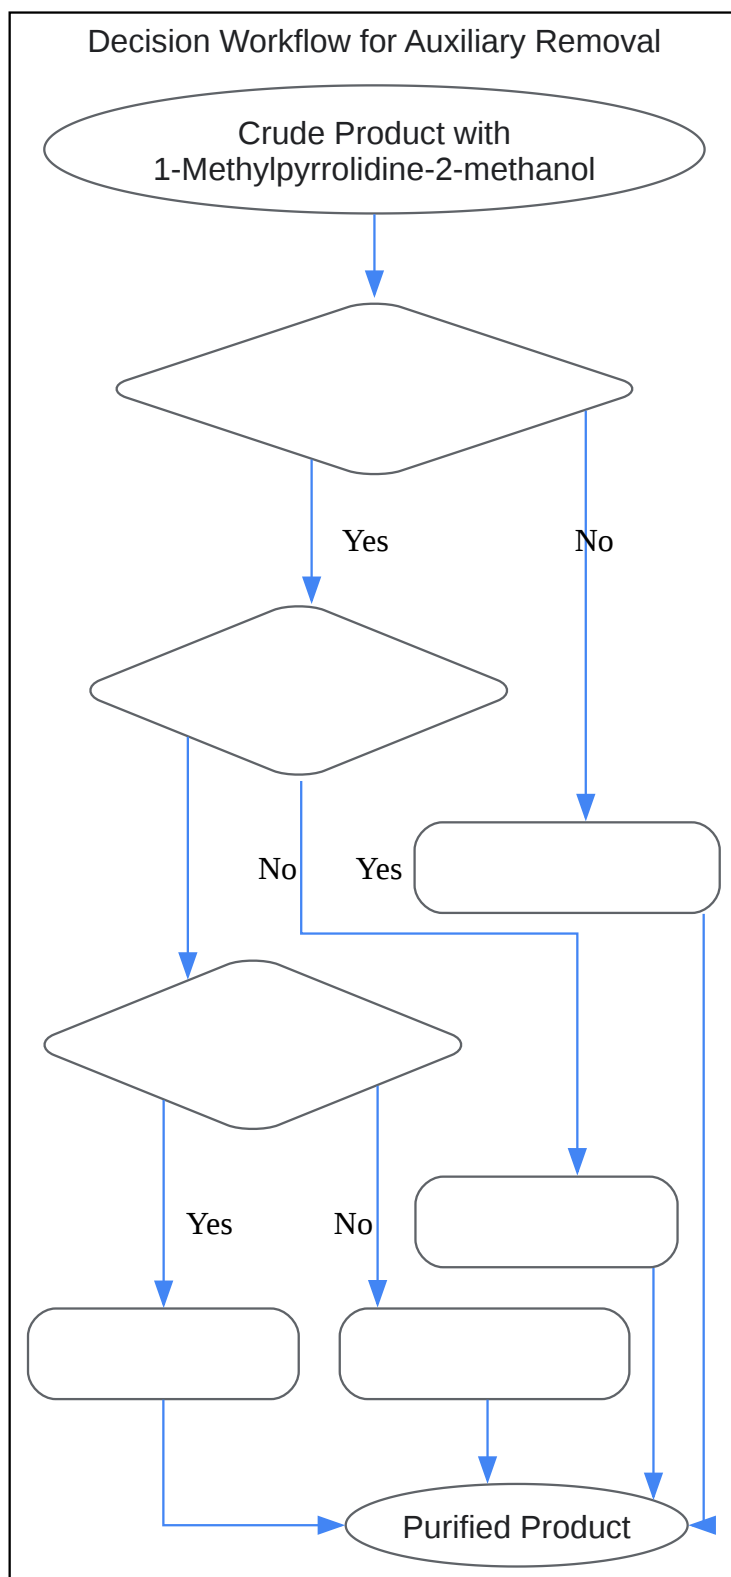 Decision Workflow for Auxiliary Removal
Crude Product with
1-Methylpyrrolidine-2-methanol
Yes
No
No
Yes
Yes
No
Purified Product